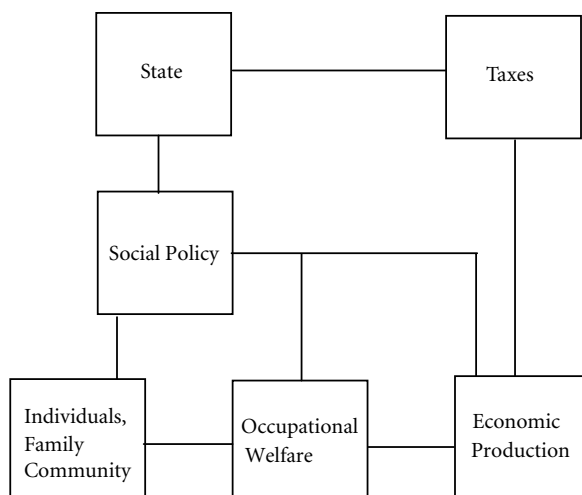 State
Taxes
Social Policy
Individuals,
Family
Community
Occupational
Welfare
Economic
Production